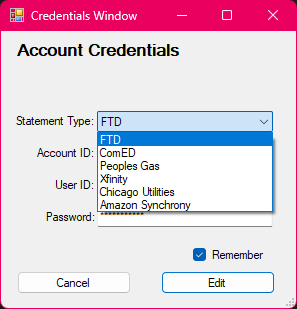 Credentials Window
Account Credentials
Statement Type: FTD
FTD
Account ID: ComED
Peoples Gas
Xfinity
User ID:
Chicago Utilities
Amazon Synchrony
Password: ***********
Remember
Cancel Edit